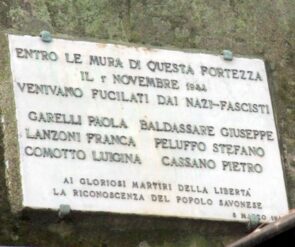 ENTRO LE MURA DI QUESTA FORTEZZA
IL 1° NOVEMBRE 1944
VENIVANO FUCILATI DAI NAZI-FASCISTI
GARELLI PAOLA BALDASSARE GIUSEPPE
LANZONI FRANCA PELUFFO STEFANO
COMOTTO LUIGINA CASSANO PIETRO
AI GLORIOSI MARTIRI DELLA LIBERTÀ
LA RICONOSCENZA DEL POPOLO SAVONESE
8 MARZO